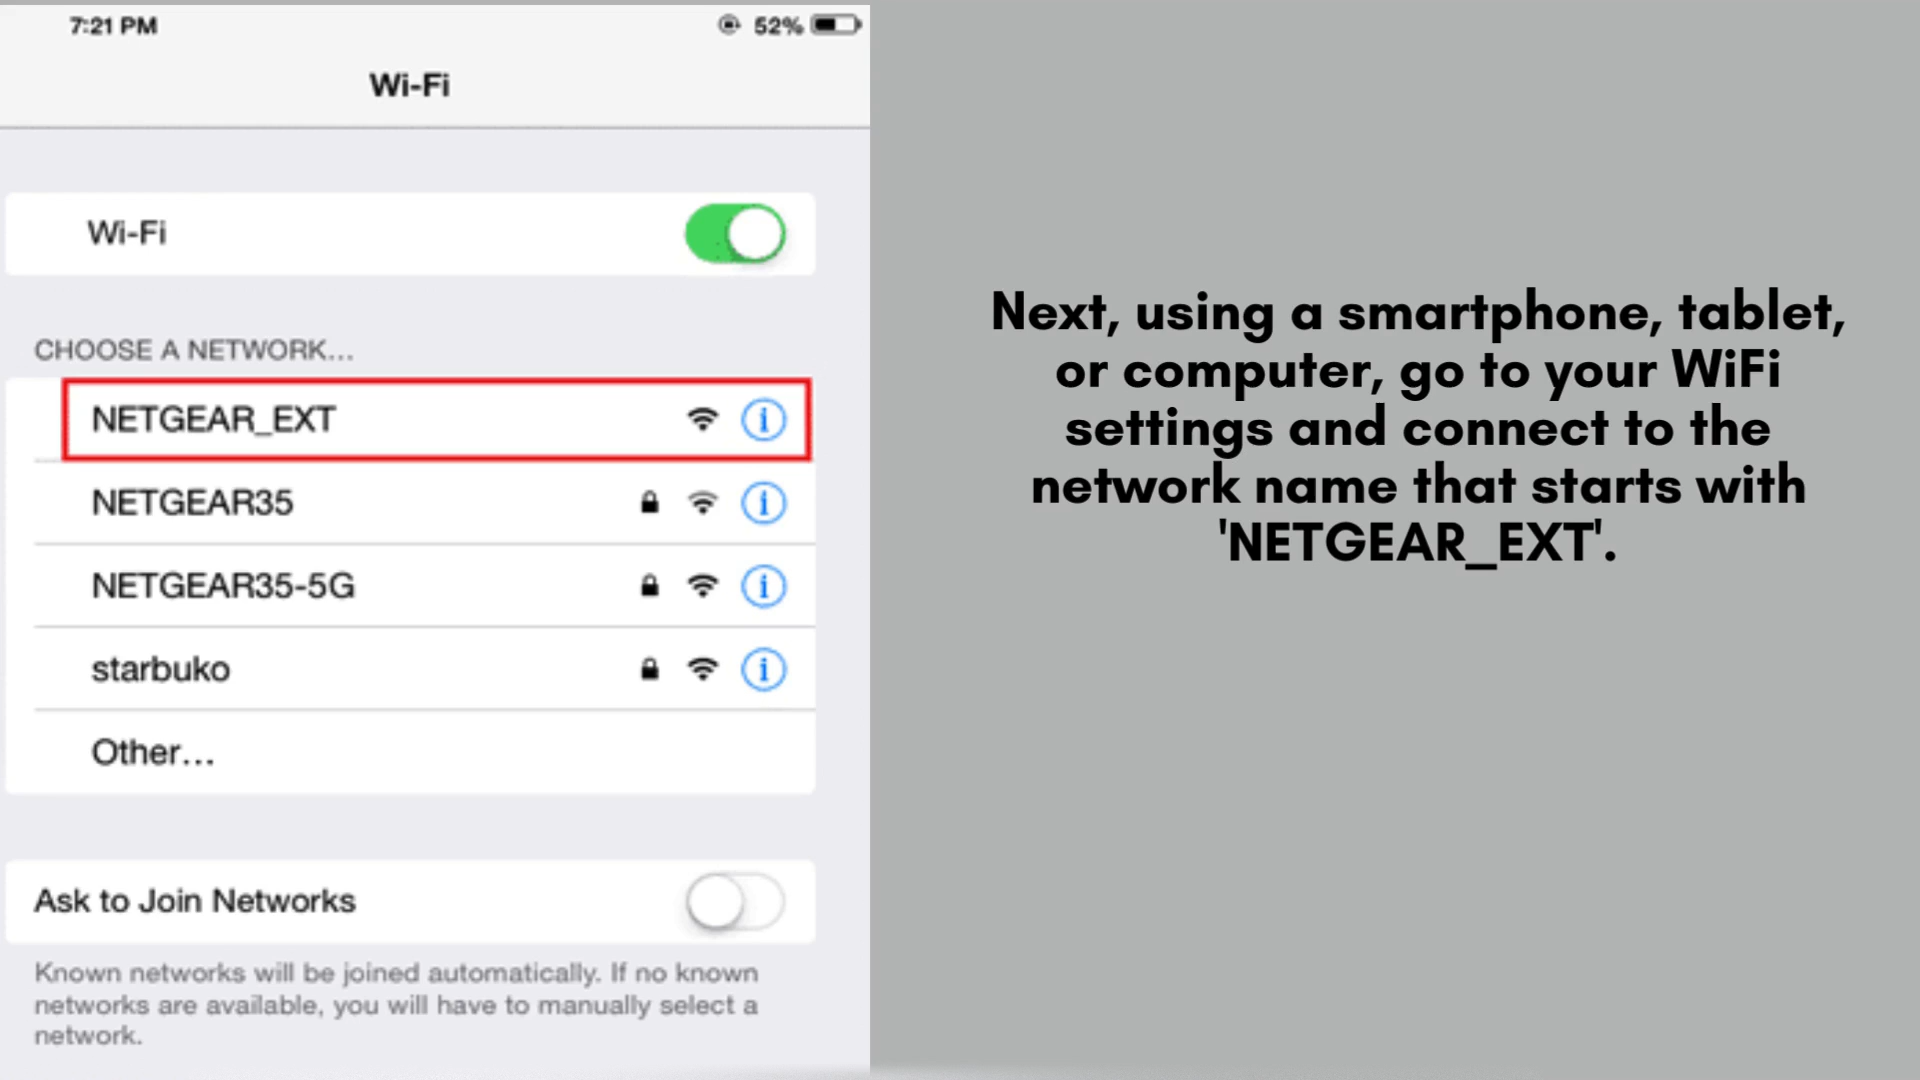 7:21 PM
52%
Wi-Fi
Wi-Fi
CHOOSE A NETWORK...
NETGEAR_EXT
NETGEAR35
NETGEAR35-5G
starbuko
Other...
Ask to Join Networks
Known networks will be joined automatically. If no known
networks are available, you will have to manually select a
network.
Next, using a smartphone, tablet,
or computer, go to your WiFi
settings and connect to the
network name that starts with
'NETGEAR_EXT'.